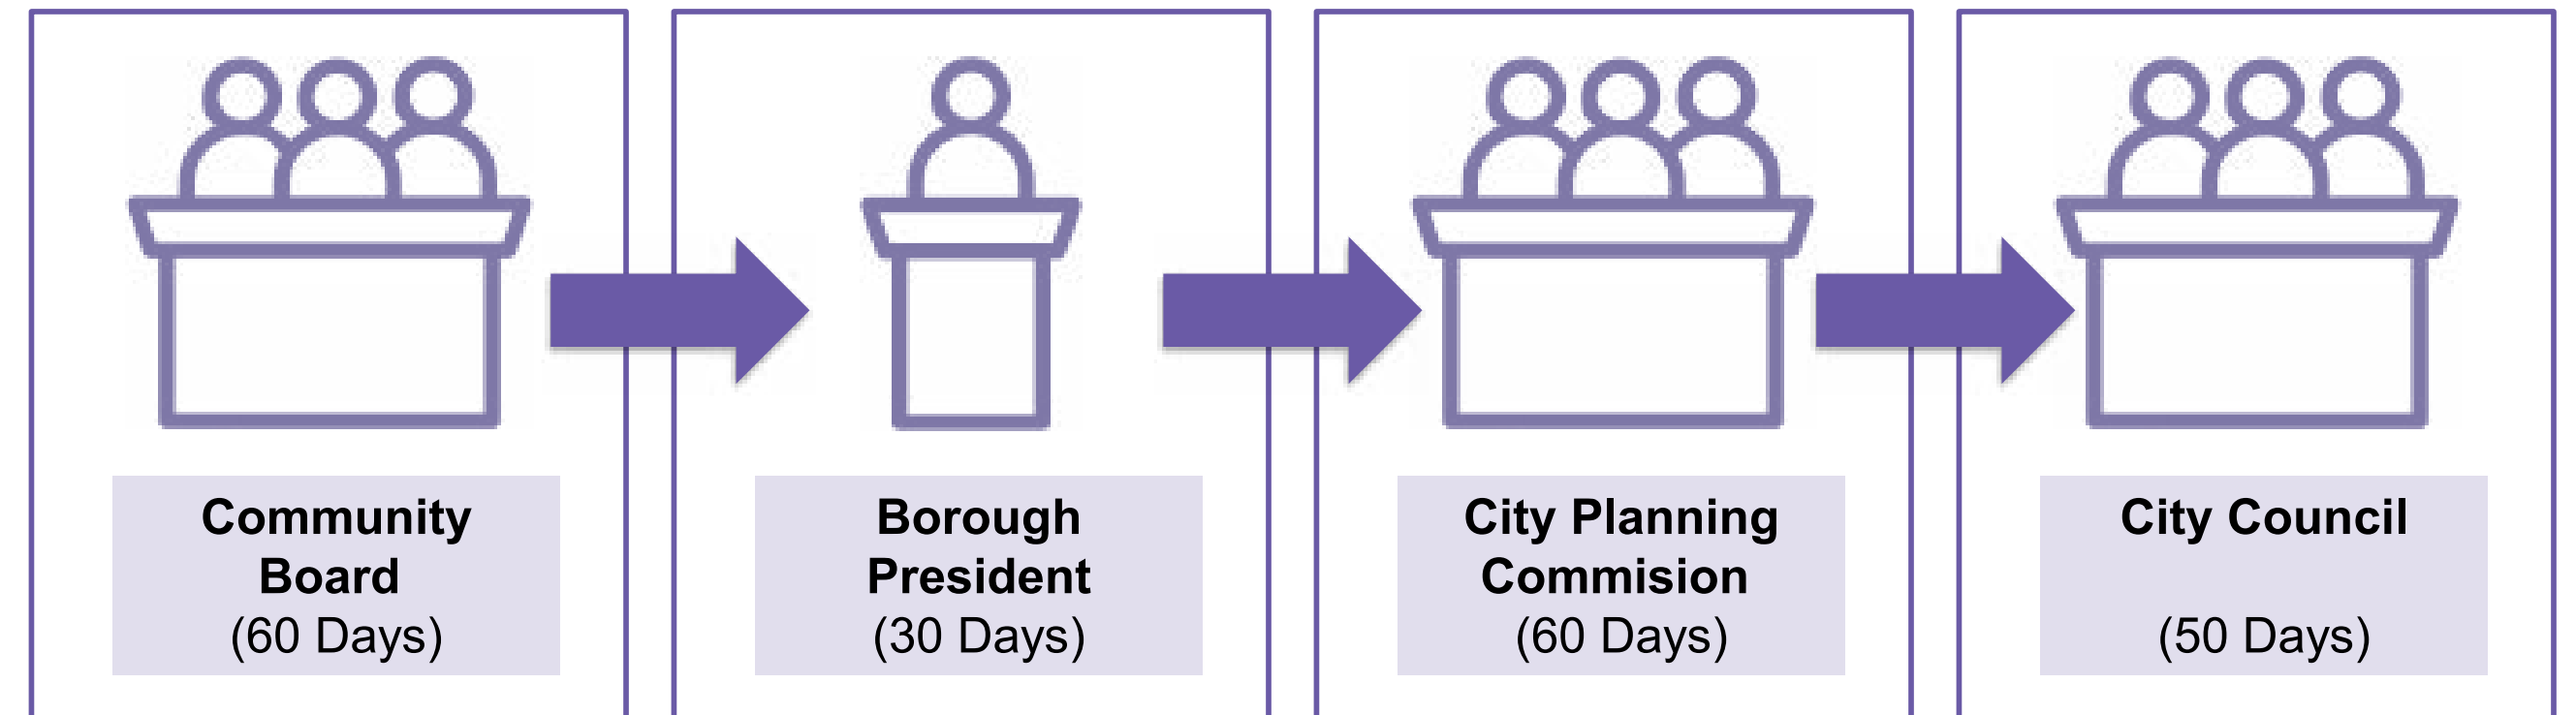 Community
Board
(60 Days)
Borough
President
(30 Days)
City Planning
Commision
(60 Days)
City Council
(50 Days)